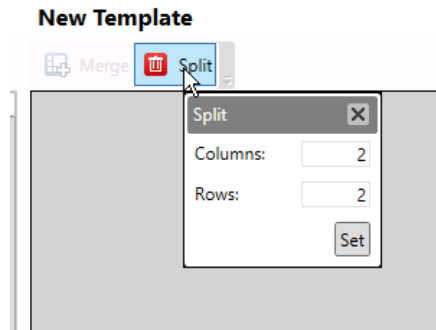 New Template
Merge Split
Split
Columns: 2
Rows: 2
Set